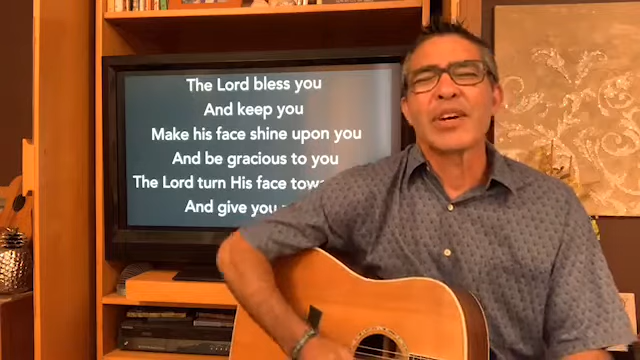 The Lord bless you
And keep you
Make his face shine upon you
And be gracious to you
The Lord turn His face
And give you